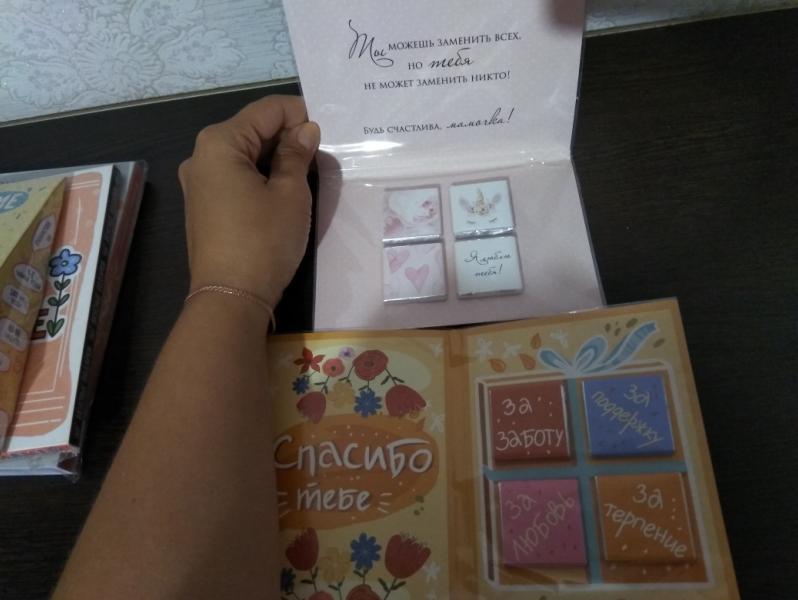 Ты можешь заменить всех,
но тебя
не может заменить никто!
Будь счастлива, мамочка!
Я люблю
тебя!
Спасибо
тебе
за
заботу
за
поддержку
за
любовь
за
терпение